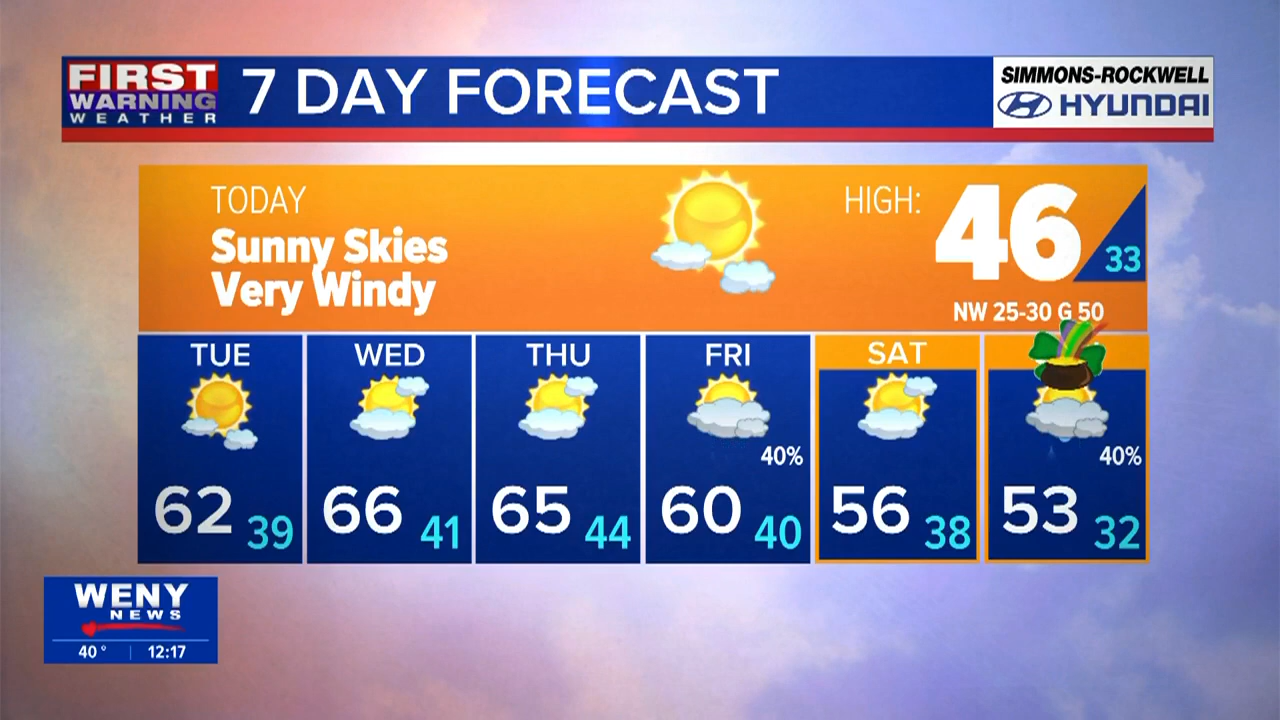 FIRST
WARNING
WEATHER
7 DAY FORECAST
SIMMONS-ROCKWELL
HYUNDAI
TODAY
Sunny Skies
Very Windy
HIGH:
46
33
NW 25-30 G 50
TUE
62 39
WED
66 41
THU
65 44
FRI
40%
60 40
SAT
56 38
40%
53 32
WENY
NEWS
40° | 12:17